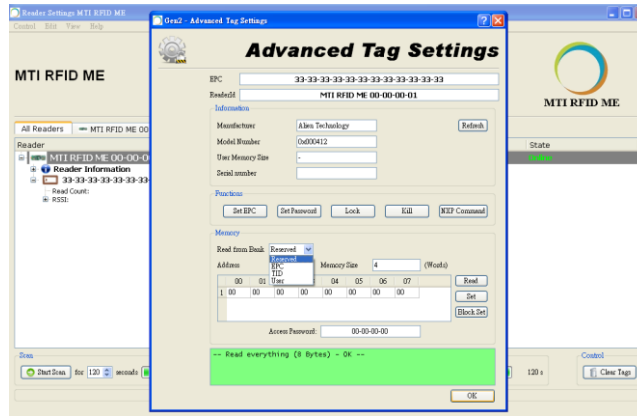 Reader Settings MTI RFID ME
Control Edit View Help
MTI RFID ME
All Readers MTI RFID ME 00
Reader
MTI RFID ME 00-00-0
Reader Information
33-33-33-33-33-33-
Read Count:
RSSI:
Scan
Start Scan for 120 seconds
Gen2 - Advanced Tag Settings
Advanced Tag Settings
EPC 33-33-33-33-33-33-33-33-33-33-33-33
ReaderId MTI RFID ME 00-00-00-01
Information
Manufacturer Alien Technology Refresh
Model Number 0x000412
User Memory Size -
Serial number
Functions
Set EPC Set Password Lock Kill NXP Command
Memory
Read from Bank Reserved
Reserved
EPC
TID
User
Address Memory Size 4 (Words)
00 01 04 05 06 07 Read
1 00 00 00 00 00 00 00 00 Set
Block Set
Access Password: 00-00-00-00
-- Read everything (8 Bytes) - OK --
OK
MTI RFID ME
State
Online
120 s
Control
Clear Tags